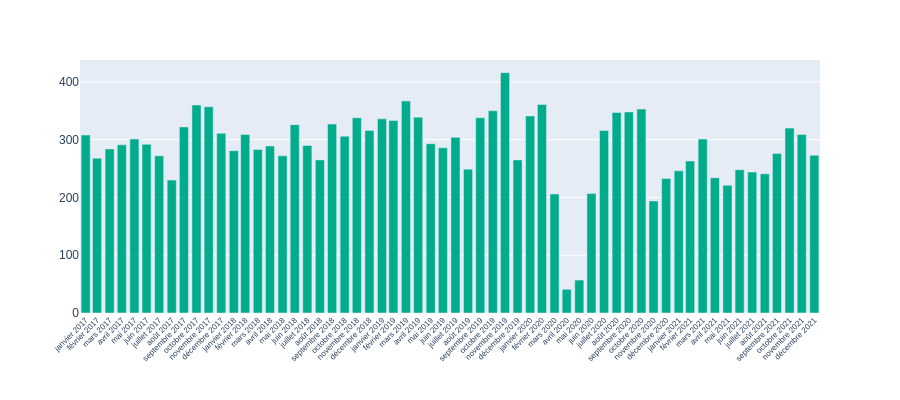 400
300
200
100
0
janvier 2017
février 2017
mars 2017
avril 2017
mai 2017
juin 2017
juillet 2017
août 2017
septembre 2017
octobre 2017
novembre 2017
décembre 2017
janvier 2018
février 2018
mars 2018
avril 2018
mai 2018
juin 2018
juillet 2018
août 2018
septembre 2018
octobre 2018
novembre 2018
décembre 2018
janvier 2019
février 2019
mars 2019
avril 2019
mai 2019
juin 2019
juillet 2019
août 2019
septembre 2019
octobre 2019
novembre 2019
décembre 2019
janvier 2020
février 2020
mars 2020
avril 2020
mai 2020
juin 2020
juillet 2020
août 2020
septembre 2020
octobre 2020
novembre 2020
décembre 2020
janvier 2021
février 2021
mars 2021
avril 2021
mai 2021
juin 2021
juillet 2021
août 2021
septembre 2021
octobre 2021
novembre 2021
décembre 2021